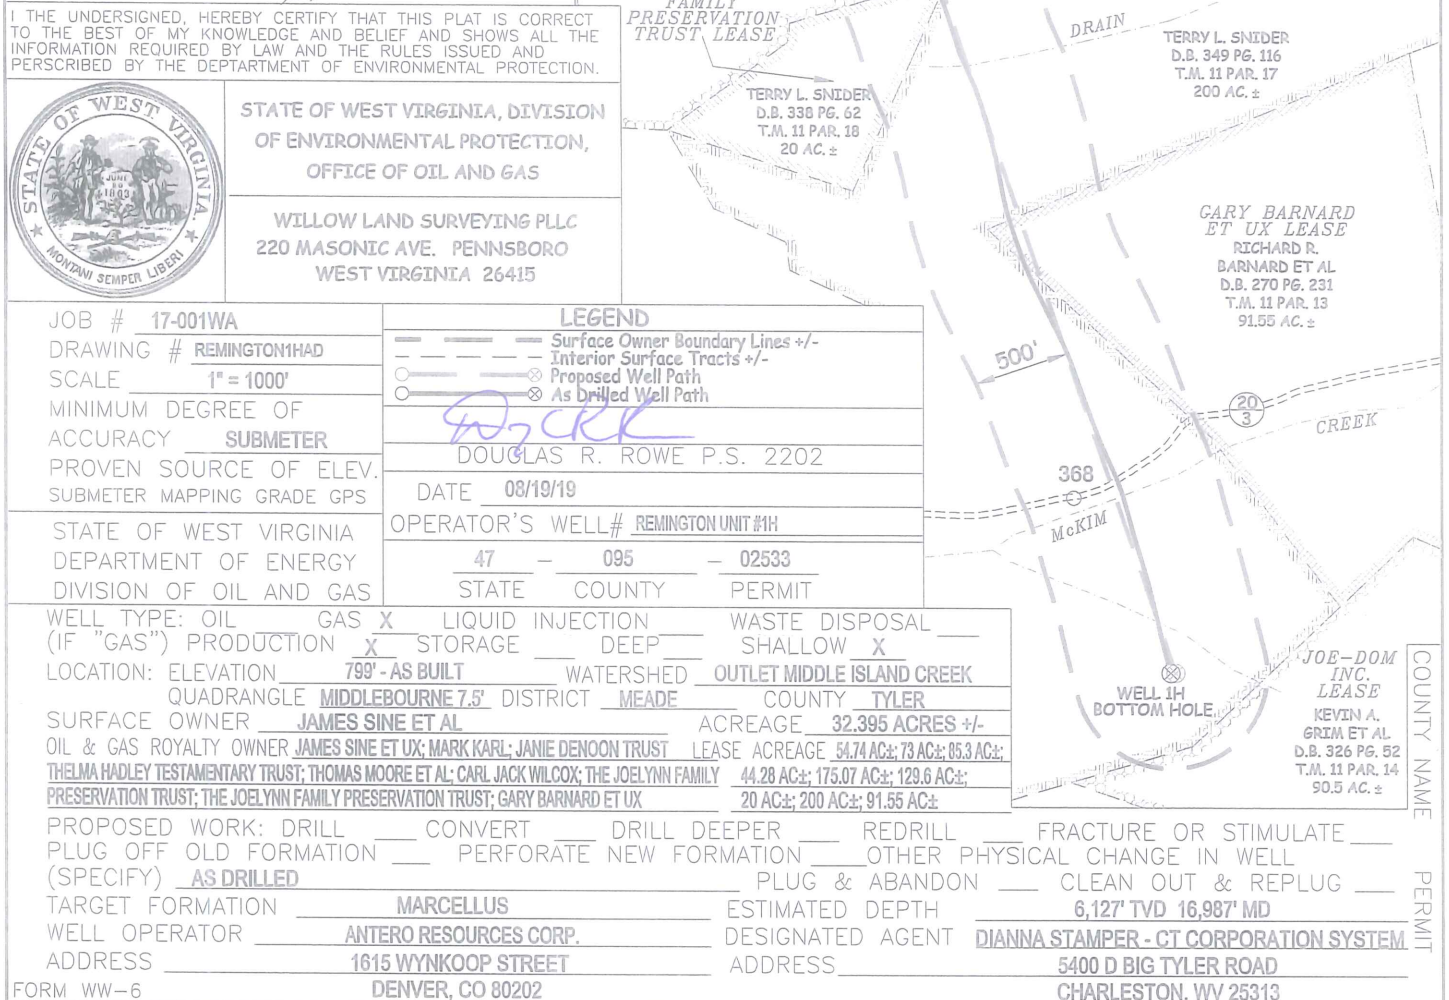 I THE UNDERSIGNED, HEREBY CERTIFY THAT THIS PLAT IS CORRECT
TO THE BEST OF MY KNOWLEDGE AND BELIEF AND SHOWS ALL THE
INFORMATION REQUIRED BY LAW AND THE RULES ISSUED AND
PERSCRIBED BY THE DEPTARTMENT OF ENVIRONMENTAL PROTECTION.
STATE OF WEST VIRGINIA.
JUNE 20 1863
MONTANI SEMPER LIBERI
STATE OF WEST VIRGINIA, DIVISION
OF ENVIRONMENTAL PROTECTION,
OFFICE OF OIL AND GAS
WILLOW LAND SURVEYING PLLC
220 MASONIC AVE. PENNSBORO
WEST VIRGINIA 26415
FAMILY
PRESERVATION
TRUST LEASE
TERRY L. SNIDER
D.B. 338 PG. 62
T.M. 11 PAR. 18
20 AC. ±
DRAIN
TERRY L. SNIDER
D.B. 349 PG. 116
T.M. 11 PAR. 17
200 AC. ±
GARY BARNARD
ET UX LEASE
RICHARD R.
BARNARD ET AL
D.B. 270 PG. 231
T.M. 11 PAR. 13
91.55 AC. ±
500'
20
3
CREEK
368
McKIM
WELL 1H
BOTTOM HOLE
JOE-DOM
INC.
LEASE
KEVIN A.
GRIM ET AL
D.B. 326 PG. 52
T.M. 11 PAR. 14
90.5 AC. ±
JOB # 17-001WA
DRAWING # REMINGTON1HAD
SCALE 1" = 1000'
MINIMUM DEGREE OF
ACCURACY SUBMETER
PROVEN SOURCE OF ELEV.
SUBMETER MAPPING GRADE GPS
LEGEND
Surface Owner Boundary Lines +/-
Interior Surface Tracts +/-
Proposed Well Path
As Drilled Well Path
DOUGLAS R. ROWE P.S. 2202
DATE 08/19/19
OPERATOR'S WELL# REMINGTON UNIT #1H
STATE OF WEST VIRGINIA
DEPARTMENT OF ENERGY
DIVISION OF OIL AND GAS
47 – 095 – 02533
STATE COUNTY PERMIT
WELL TYPE: OIL ___ GAS X LIQUID INJECTION ___ WASTE DISPOSAL ___
(IF "GAS") PRODUCTION X STORAGE ___ DEEP ___ SHALLOW X
LOCATION: ELEVATION 799' - AS BUILT WATERSHED OUTLET MIDDLE ISLAND CREEK
QUADRANGLE MIDDLEBOURNE 7.5' DISTRICT MEADE COUNTY TYLER
SURFACE OWNER JAMES SINE ET AL ACREAGE 32.395 ACRES +/-
OIL & GAS ROYALTY OWNER JAMES SINE ET UX; MARK KARL; JANIE DENOON TRUST LEASE ACREAGE 54.74 AC±; 73 AC±; 85.3 AC±;
THELMA HADLEY TESTAMENTARY TRUST; THOMAS MOORE ET AL; CARL JACK WILCOX; THE JOELYNN FAMILY 44.28 AC±; 175.07 AC±; 129.6 AC±;
PRESERVATION TRUST; THE JOELYNN FAMILY PRESERVATION TRUST; GARY BARNARD ET UX 20 AC±; 200 AC±; 91.55 AC±
PROPOSED WORK: DRILL ___ CONVERT ___ DRILL DEEPER ___ REDRILL ___ FRACTURE OR STIMULATE ___
PLUG OFF OLD FORMATION ___ PERFORATE NEW FORMATION ___ OTHER PHYSICAL CHANGE IN WELL
(SPECIFY) AS DRILLED PLUG & ABANDON ___ CLEAN OUT & REPLUG ___
TARGET FORMATION MARCELLUS ESTIMATED DEPTH 6,127' TVD 16,987' MD
WELL OPERATOR ANTERO RESOURCES CORP. DESIGNATED AGENT DIANNA STAMPER - CT CORPORATION SYSTEM
ADDRESS 1615 WYNKOOP STREET ADDRESS 5400 D BIG TYLER ROAD
FORM WW-6 DENVER, CO 80202 CHARLESTON, WV 25313
COUNTY NAME
PERMIT